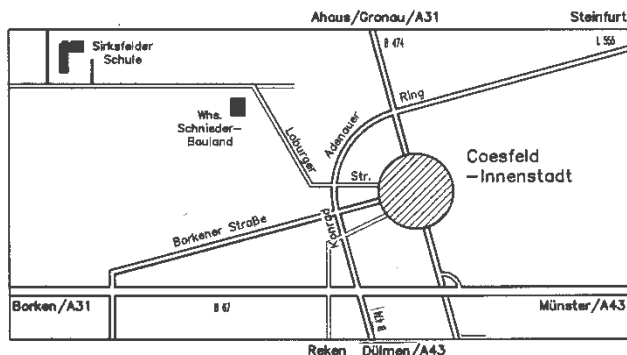 Ahaus/Gronau/A31
Steinfurt
B 474
L 555
Sirksfelder
Schule
Whs.
Schnieder-
Bauland
Loburger
Str.
Konrad
Adenauer
Ring
Coesfeld
-Innenstadt
Borkener Straße
Borken/A31
B 67
B 474
Münster/A43
Reken
Dülmen/A43